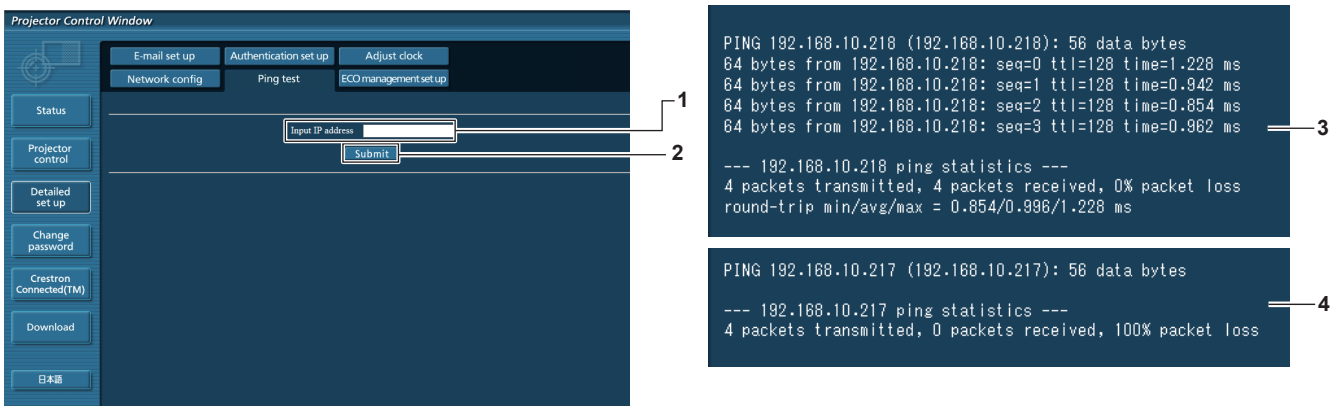 Projector Control Window
E-mail set up
Authentication set up
Adjust clock
Network config
Ping test
ECO management set up
Status
Projector
control
Detailed
set up
Change
password
Crestron
Connected(TM)
Download
日本語
Input IP address
Submit
1
2
PING 192.168.10.218 (192.168.10.218): 56 data bytes
64 bytes from 192.168.10.218: seq=0 ttl=128 time=1.228 ms
64 bytes from 192.168.10.218: seq=1 ttl=128 time=0.942 ms
64 bytes from 192.168.10.218: seq=2 ttl=128 time=0.854 ms
64 bytes from 192.168.10.218: seq=3 ttl=128 time=0.962 ms
3
--- 192.168.10.218 ping statistics ---
4 packets transmitted, 4 packets received, 0% packet loss
round-trip min/avg/max = 0.854/0.996/1.228 ms
PING 192.168.10.217 (192.168.10.217): 56 data bytes
4
--- 192.168.10.217 ping statistics ---
4 packets transmitted, 0 packets received, 100% packet loss